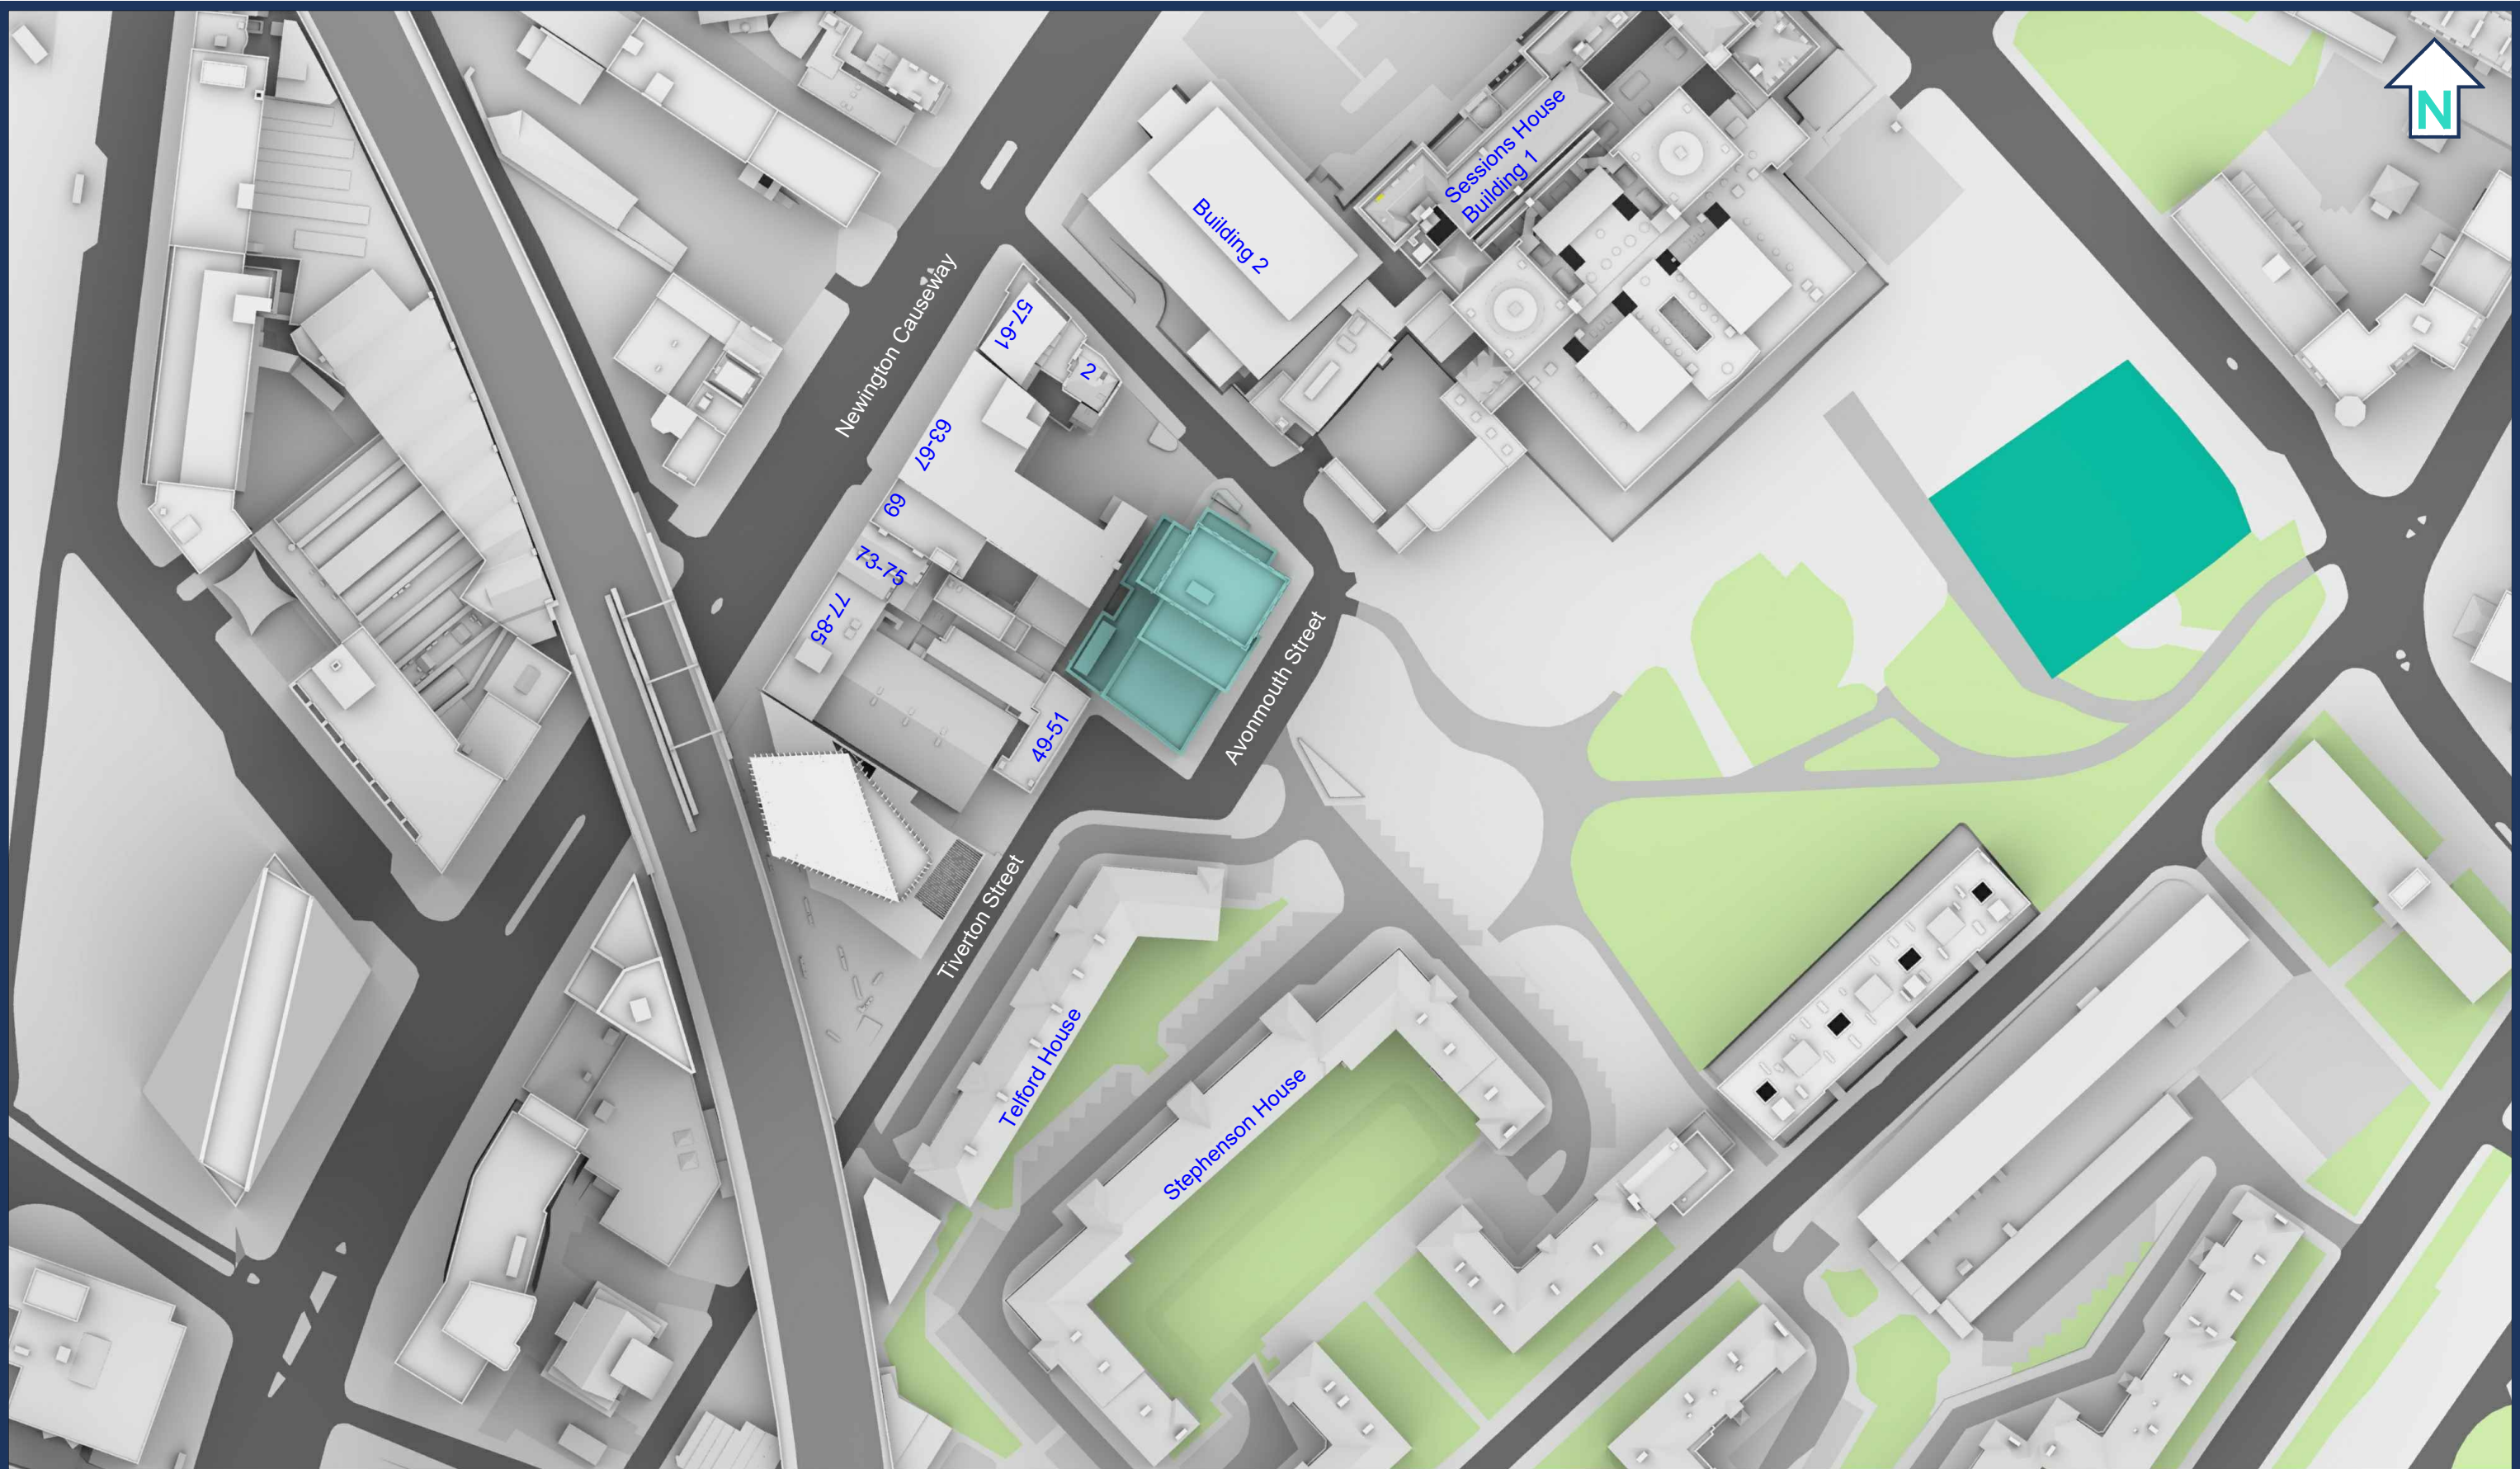 N
Sessions House
Building 1
Building 2
Newington Causeway
57-61
2
63-67
69
73-75
77-85
49-51
Avonmouth Street
Tiverton Street
Telford House
Stephenson House